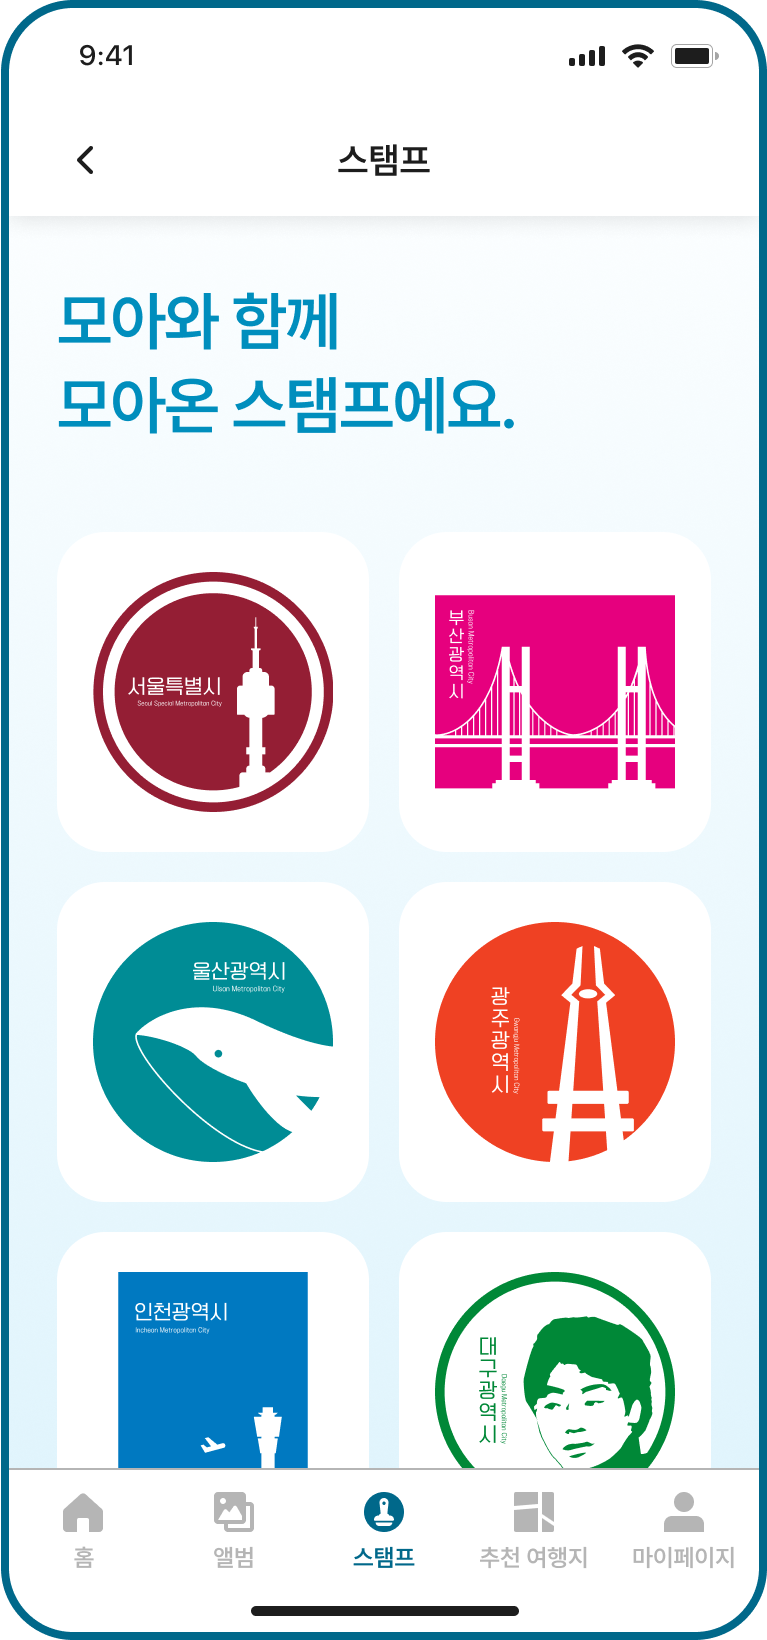 9:41
스탬프
모아와 함께
모아온 스탬프에요.
서울특별시
Seoul Special Metropolitan City
부산광역시
Busan Metropolitan City
울산광역시
Ulsan Metropolitan City
광주광역시
Gwangju Metropolitan City
인천광역시
Incheon Metropolitan City
대구광역시
Daegu Metropolitan City
홈
앨범
스탬프
추천 여행지
마이페이지